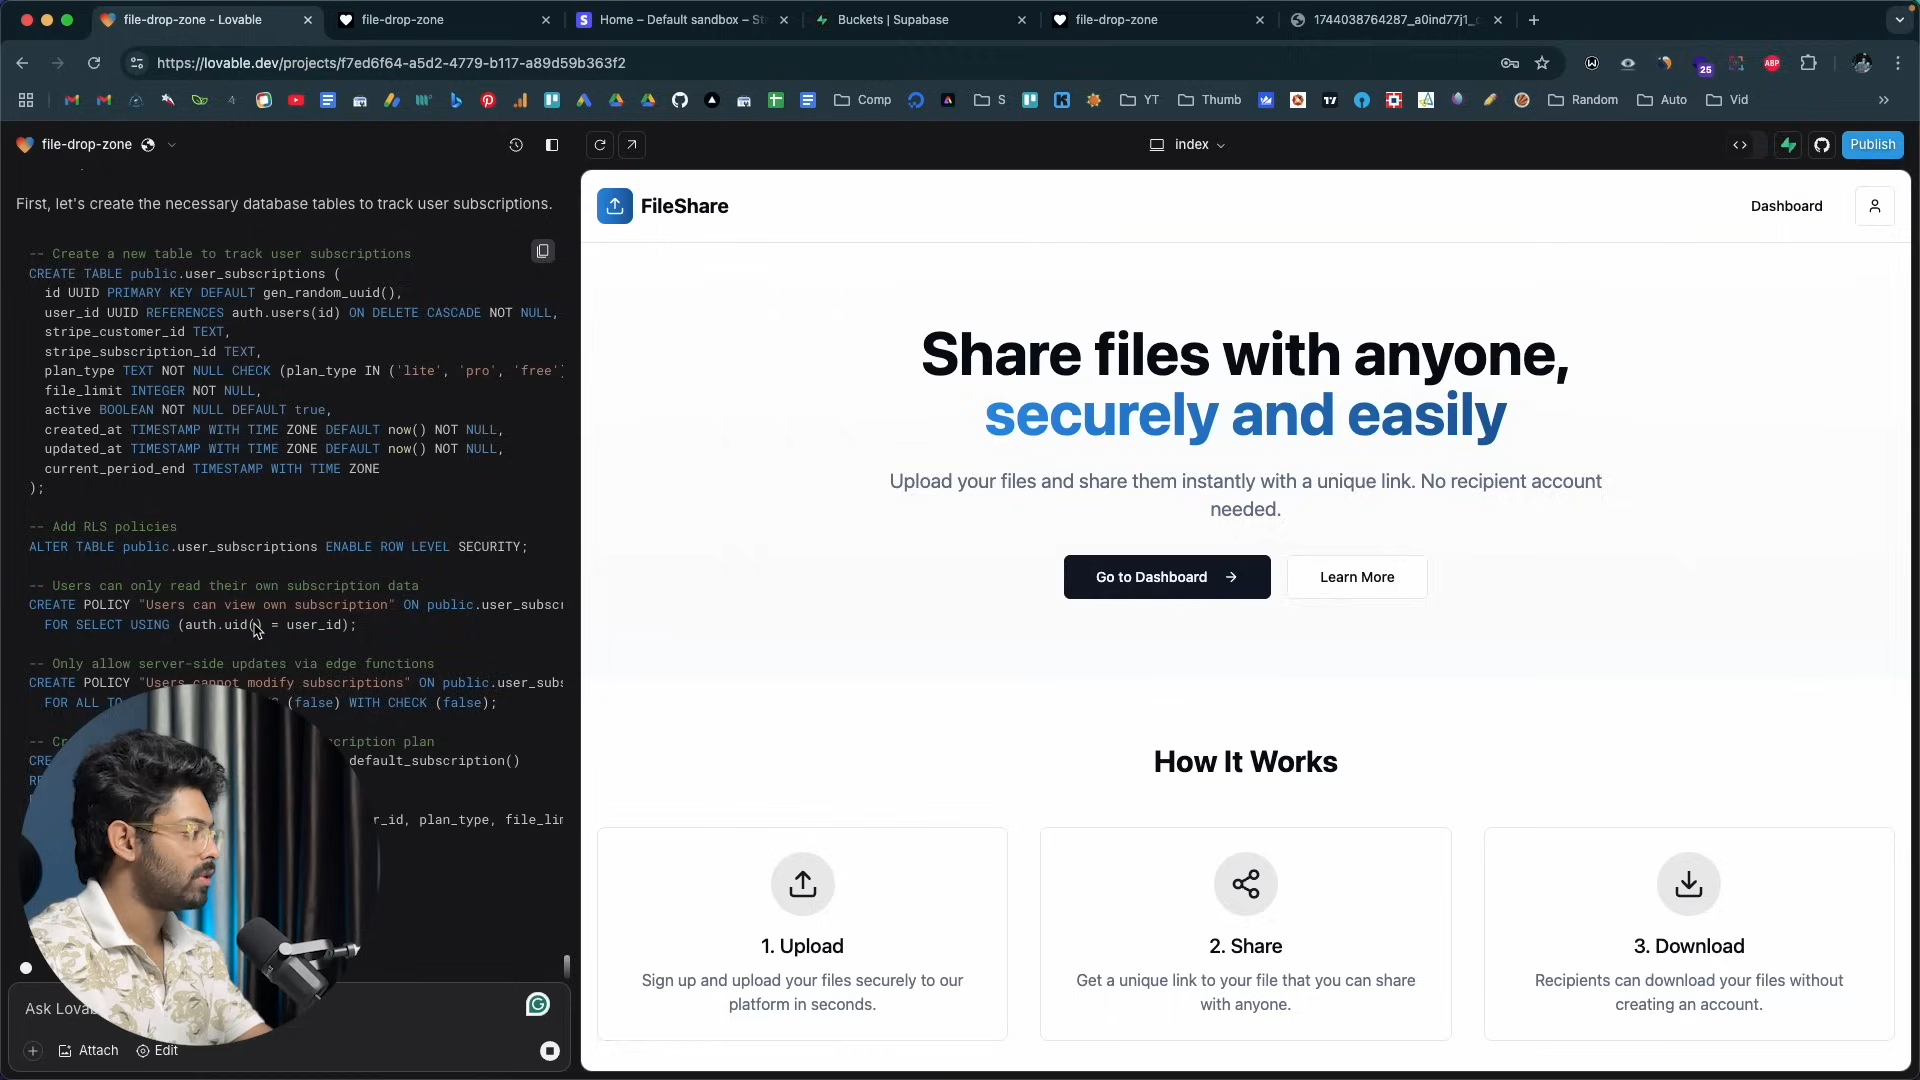 file-drop-zone - Lovable
file-drop-zone
Home – Default sandbox – St
Buckets | Supabase
file-drop-zone
1744038764287_a0ind77j1_
https://lovable.dev/projects/f7ed6f64-a5d2-4779-b117-a89d59b363f2
25
ABP
Comp
S
YT
Thumb
Random
Auto
Vid
file-drop-zone
index
Publish
First, let's create the necessary database tables to track user subscriptions.
-- Create a new table to track user subscriptions
CREATE TABLE public.user_subscriptions (
id UUID PRIMARY KEY DEFAULT gen_random_uuid(),
user_id UUID REFERENCES auth.users(id) ON DELETE CASCADE NOT NULL,
stripe_customer_id TEXT,
stripe_subscription_id TEXT,
plan_type TEXT NOT NULL CHECK (plan_type IN ('lite', 'pro', 'free')
file_limit INTEGER NOT NULL,
active BOOLEAN NOT NULL DEFAULT true,
created_at TIMESTAMP WITH TIME ZONE DEFAULT now() NOT NULL,
updated_at TIMESTAMP WITH TIME ZONE DEFAULT now() NOT NULL,
current_period_end TIMESTAMP WITH TIME ZONE
);
-- Add RLS policies
ALTER TABLE public.user_subscriptions ENABLE ROW LEVEL SECURITY;
-- Users can only read their own subscription data
CREATE POLICY "Users can view own subscription" ON public.user_subscr
FOR SELECT USING (auth.uid() = user_id);
-- Only allow server-side updates via edge functions
CREATE POLICY "Users cannot modify subscriptions" ON public.user_subs
FOR ALL TO (false) WITH CHECK (false);
-- Cr cription plan
CRE default_subscription()
RE
r_id, plan_type, file_lim
Ask Lovab
Attach
Edit
FileShare
Dashboard
Share files with anyone,
securely and easily
Upload your files and share them instantly with a unique link. No recipient account
needed.
Go to Dashboard
Learn More
How It Works
1. Upload
Sign up and upload your files securely to our
platform in seconds.
2. Share
Get a unique link to your file that you can share
with anyone.
3. Download
Recipients can download your files without
creating an account.